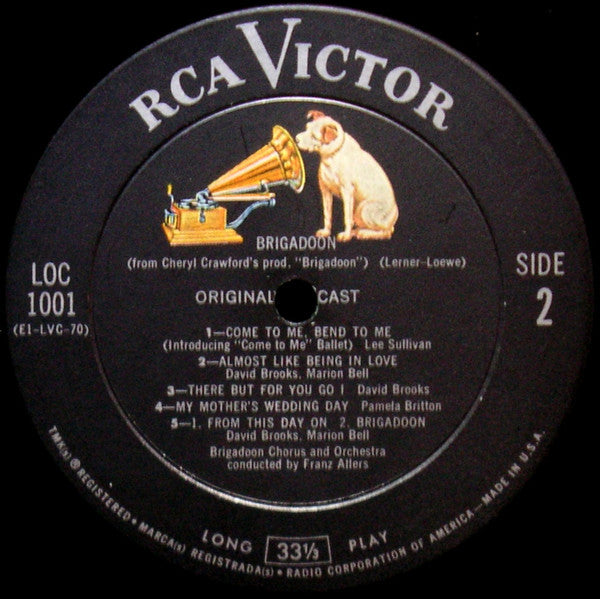 RCA VICTOR
BRIGADOON
(from Cheryl Crawford's prod. "Brigadoon") (Lerner-Loewe)
LOC
1001
(E1-LVC-70)
SIDE
2
ORIGINAL CAST
1—COME TO ME, BEND TO ME
(Introducing "Come to Me" Ballet) Lee Sullivan
2—ALMOST LIKE BEING IN LOVE
David Brooks, Marion Bell
3—THERE BUT FOR YOU GO I David Brooks
4—MY MOTHER'S WEDDING DAY Pamela Britton
5—1. FROM THIS DAY ON 2. BRIGADOON
David Brooks, Marion Bell
Brigadoon Chorus and Orchestra
conducted by Franz Allers
LONG 33⅓ PLAY
TMK(s) ® REGISTERED • MARCA(s) REGISTRADA(s) • RADIO CORPORATION OF AMERICA—MADE IN U.S.A.